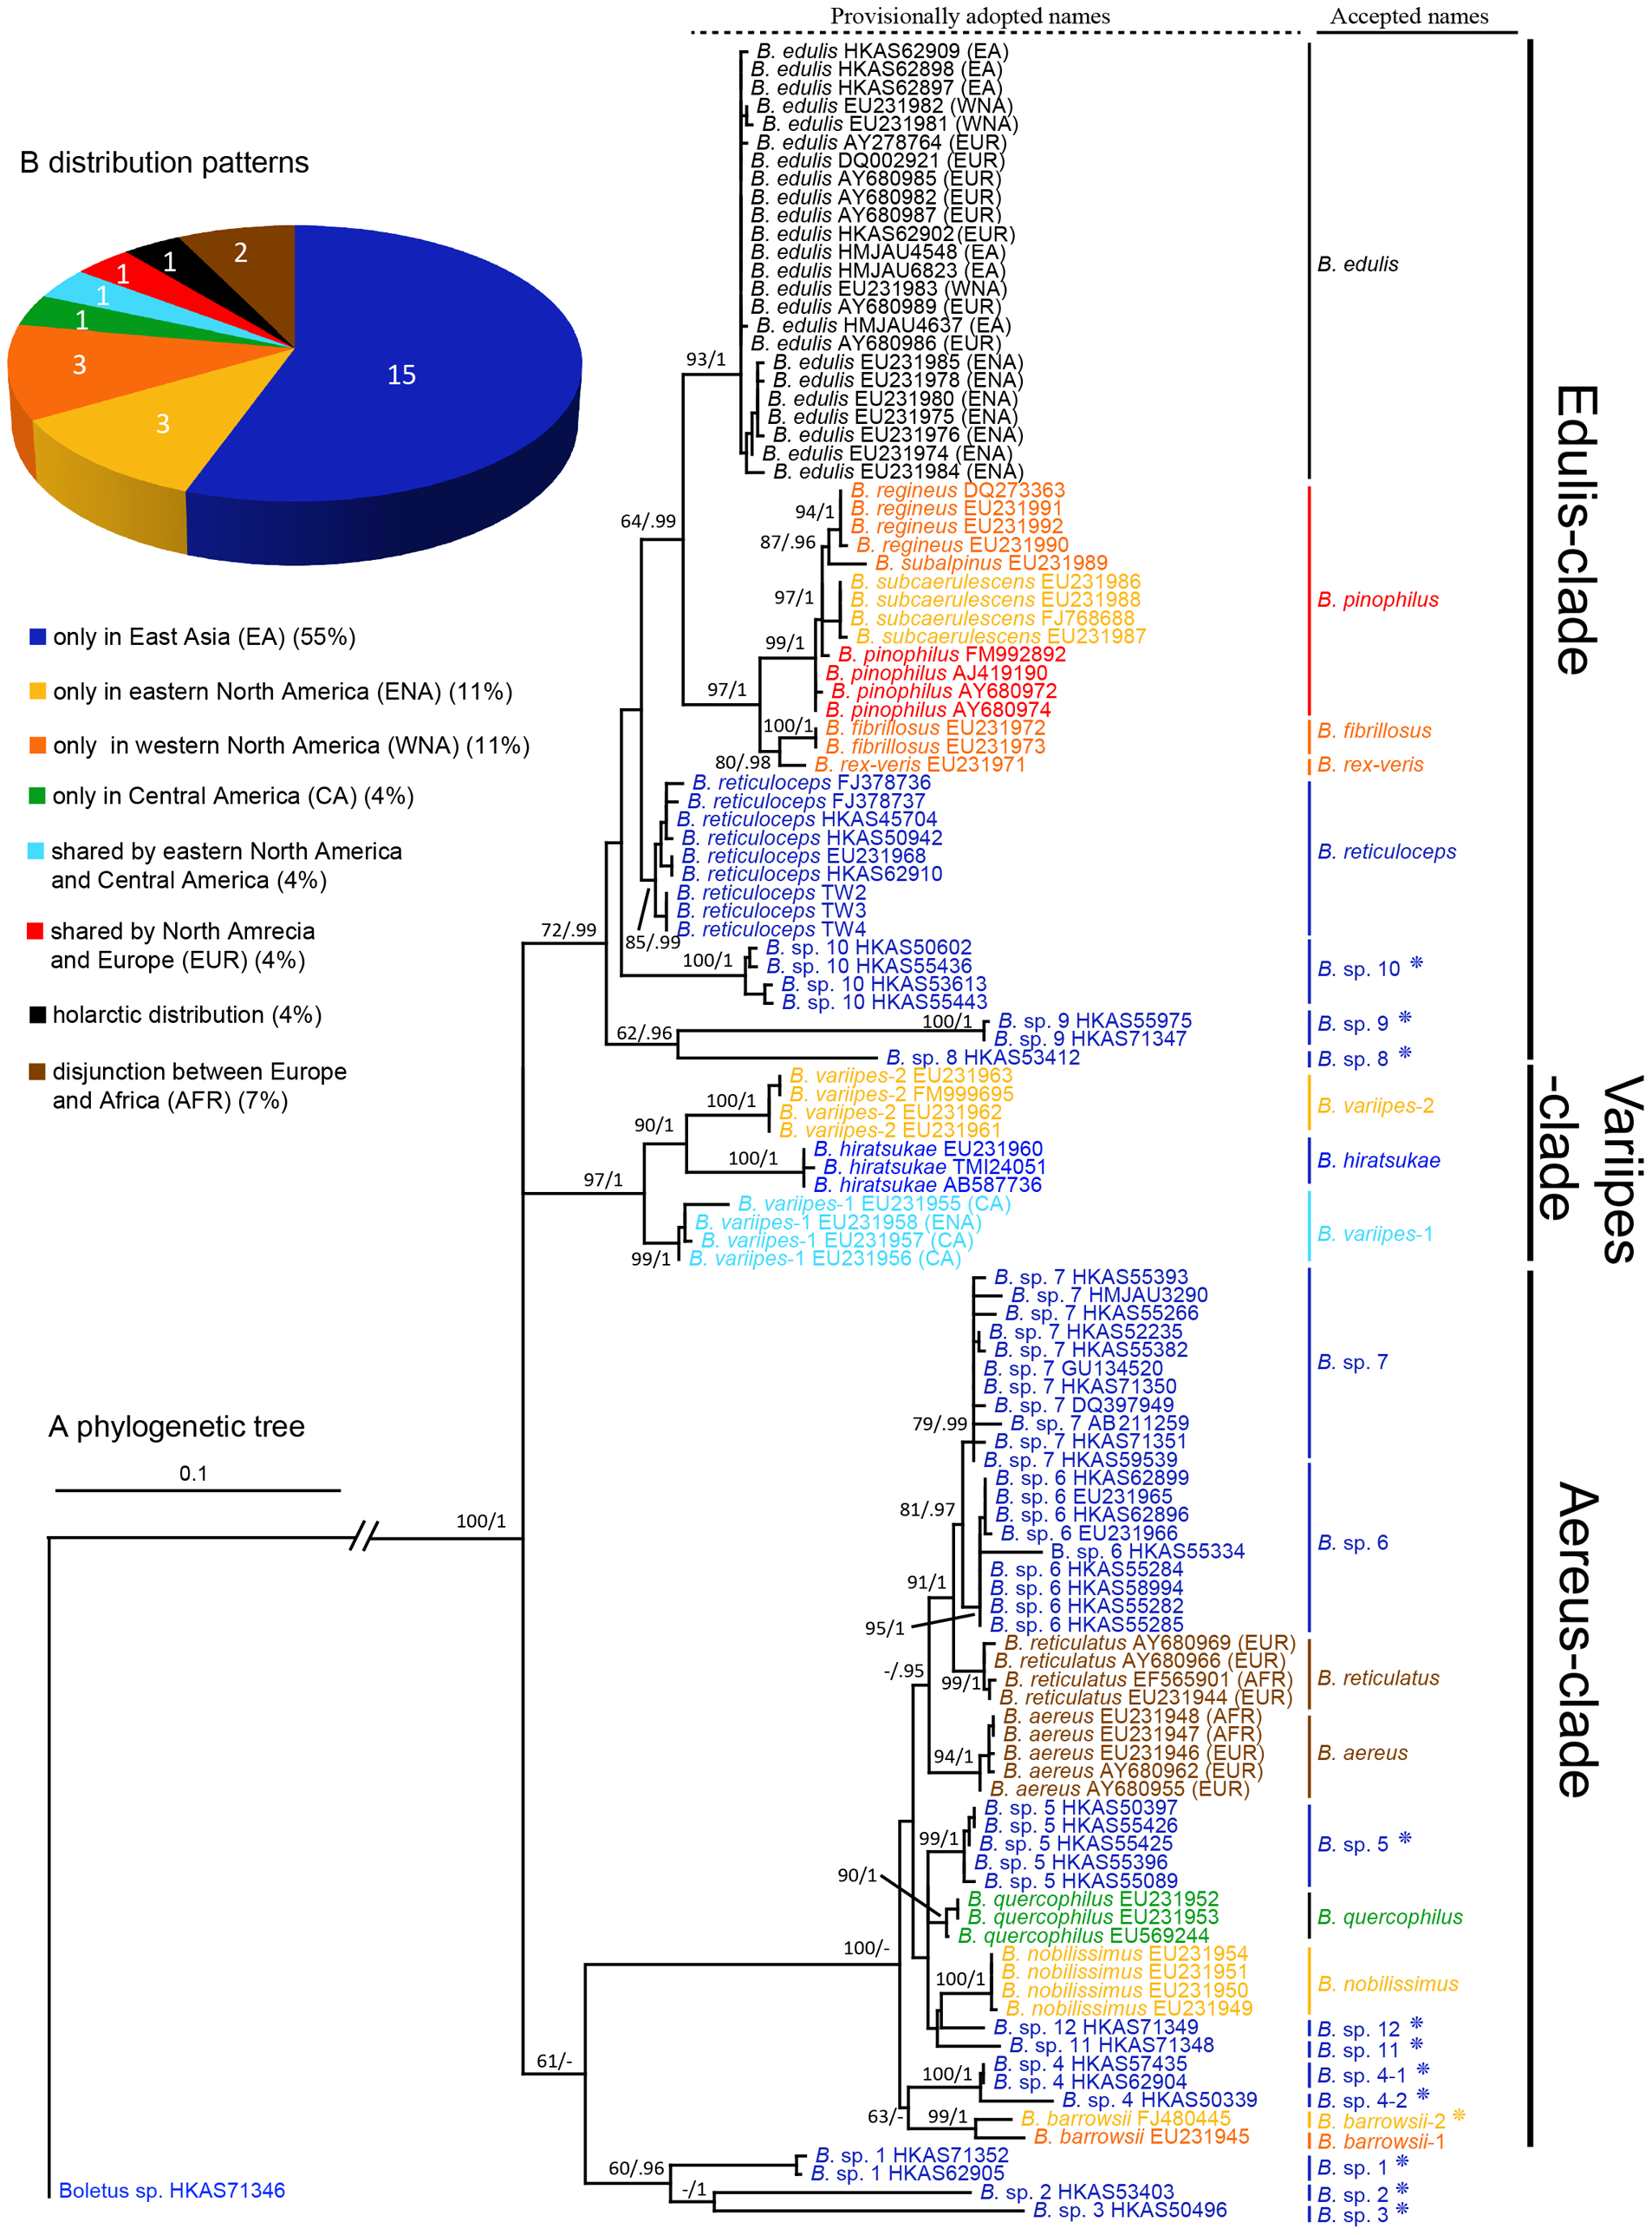 Provisionally adopted names
Accepted names
B. edulis HKAS62909 (EA)
B. edulis HKAS62898 (EA)
B. edulis HKAS62897 (EA)
B. edulis EU231982 (WNA)
B. edulis EU231981 (WNA)
B. edulis AY278764 (EUR)
B. edulis DQ002921 (EUR)
B. edulis AY680985 (EUR)
B. edulis AY680982 (EUR)
B. edulis AY680987 (EUR)
B. edulis HKAS62902(EUR)
B. edulis HMJAU4548 (EA)
B. edulis HMJAU6823 (EA)
B. edulis EU231983 (WNA)
B. edulis AY680989 (EUR)
B. edulis HMJAU4637 (EA)
B. edulis AY680986 (EUR)
B. edulis EU231985 (ENA)
B. edulis EU231978 (ENA)
B. edulis EU231980 (ENA)
B. edulis EU231975 (ENA)
B. edulis EU231976 (ENA)
B. edulis EU231974 (ENA)
B. edulis EU231984 (ENA)
B. regineus DQ273363
B. regineus EU231991
B. regineus EU231992
B. regineus EU231990
B. subalpinus EU231989
B. subcaerulescens EU231986
B. subcaerulescens EU231988
B. subcaerulescens FJ768688
B. subcaerulescens EU231987
B. pinophilus FM992892
B. pinophilus AJ419190
B. pinophilus AY680972
B. pinophilus AY680974
B. fibrillosus EU231972
B. fibrillosus EU231973
B. rex-veris EU231971
B. reticuloceps FJ378736
B. reticuloceps FJ378737
B. reticuloceps HKAS45704
B. reticuloceps HKAS50942
B. reticuloceps EU231968
B. reticuloceps HKAS62910
B. reticuloceps TW2
B. reticuloceps TW3
B. reticuloceps TW4
B. sp. 10 HKAS50602
B. sp. 10 HKAS55436
B. sp. 10 HKAS53613
B. sp. 10 HKAS55443
B. sp. 9 HKAS55975
B. sp. 9 HKAS71347
B. sp. 8 HKAS53412
B. variipes-2 EU231963
B. variipes-2 FM999695
B. variipes-2 EU231962
B. variipes-2 EU231961
B. hiratsukae EU231960
B. hiratsukae TMI24051
B. hiratsukae AB587736
B. variipes-1 EU231955 (CA)
B. variipes-1 EU231958 (ENA)
B. variipes-1 EU231957 (CA)
B. variipes-1 EU231956 (CA)
B. sp. 7 HKAS55393
B. sp. 7 HMJAU3290
B. sp. 7 HKAS55266
B. sp. 7 HKAS52235
B. sp. 7 HKAS55382
B. sp. 7 GU134520
B. sp. 7 HKAS71350
B. sp. 7 DQ397949
B. sp. 7 AB211259
B. sp. 7 HKAS71351
B. sp. 7 HKAS59539
B. sp. 6 HKAS62899
B. sp. 6 EU231965
B. sp. 6 HKAS62896
B. sp. 6 EU231966
B. sp. 6 HKAS55334
B. sp. 6 HKAS55284
B. sp. 6 HKAS58994
B. sp. 6 HKAS55282
B. sp. 6 HKAS55285
B. reticulatus AY680969 (EUR)
B. reticulatus AY680966 (EUR)
B. reticulatus EF565901 (AFR)
B. reticulatus EU231944 (EUR)
B. aereus EU231948 (AFR)
B. aereus EU231947 (AFR)
B. aereus EU231946 (EUR)
B. aereus AY680962 (EUR)
B. aereus AY680955 (EUR)
B. sp. 5 HKAS50397
B. sp. 5 HKAS55426
B. sp. 5 HKAS55425
B. sp. 5 HKAS55396
B. sp. 5 HKAS55089
B. quercophilus EU231952
B. quercophilus EU231953
B. quercophilus EU569244
B. nobilissimus EU231954
B. nobilissimus EU231951
B. nobilissimus EU231950
B. nobilissimus EU231949
B. sp. 12 HKAS71349
B. sp. 11 HKAS71348
B. sp. 4 HKAS57435
B. sp. 4 HKAS62904
B. sp. 4 HKAS50339
B. barrowsii FJ480445
B. barrowsii EU231945
B. sp. 1 HKAS71352
B. sp. 1 HKAS62905
B. sp. 2 HKAS53403
B. sp. 3 HKAS50496
Boletus sp. HKAS71346
B. edulis
B. pinophilus
B. fibrillosus
B. rex-veris
B. reticuloceps
B. sp. 10 *
B. sp. 9 *
B. sp. 8 *
B. variipes-2
B. hiratsukae
B. variipes-1
B. sp. 7
B. sp. 6
B. reticulatus
B. aereus
B. sp. 5 *
B. quercophilus
B. nobilissimus
B. sp. 12 *
B. sp. 11 *
B. sp. 4-1 *
B. sp. 4-2 *
B. barrowsii-2 *
B. barrowsii-1
B. sp. 1 *
B. sp. 2 *
B. sp. 3 *
Edulis-clade
Variipes
-clade
Aereus-clade
93/1
64/.99
94/1
87/.96
97/1
99/1
97/1
100/1
80/.98
72/.99
85/.99
100/1
100/1
62/.96
100/1
90/1
100/1
97/1
99/1
79/.99
81/.97
91/1
95/1
-/.95
99/1
94/1
99/1
90/1
100/-
100/1
100/1
63/-
99/1
61/-
60/.96
-/1
100/1
B distribution patterns
15
3
3
1
1
1
1
2
only in East Asia (EA) (55%)
only in eastern North America (ENA) (11%)
only in western North America (WNA) (11%)
only in Central America (CA) (4%)
shared by eastern North America
and Central America (4%)
shared by North Amrecia
and Europe (EUR) (4%)
holarctic distribution (4%)
disjunction between Europe
and Africa (AFR) (7%)
A phylogenetic tree
0.1